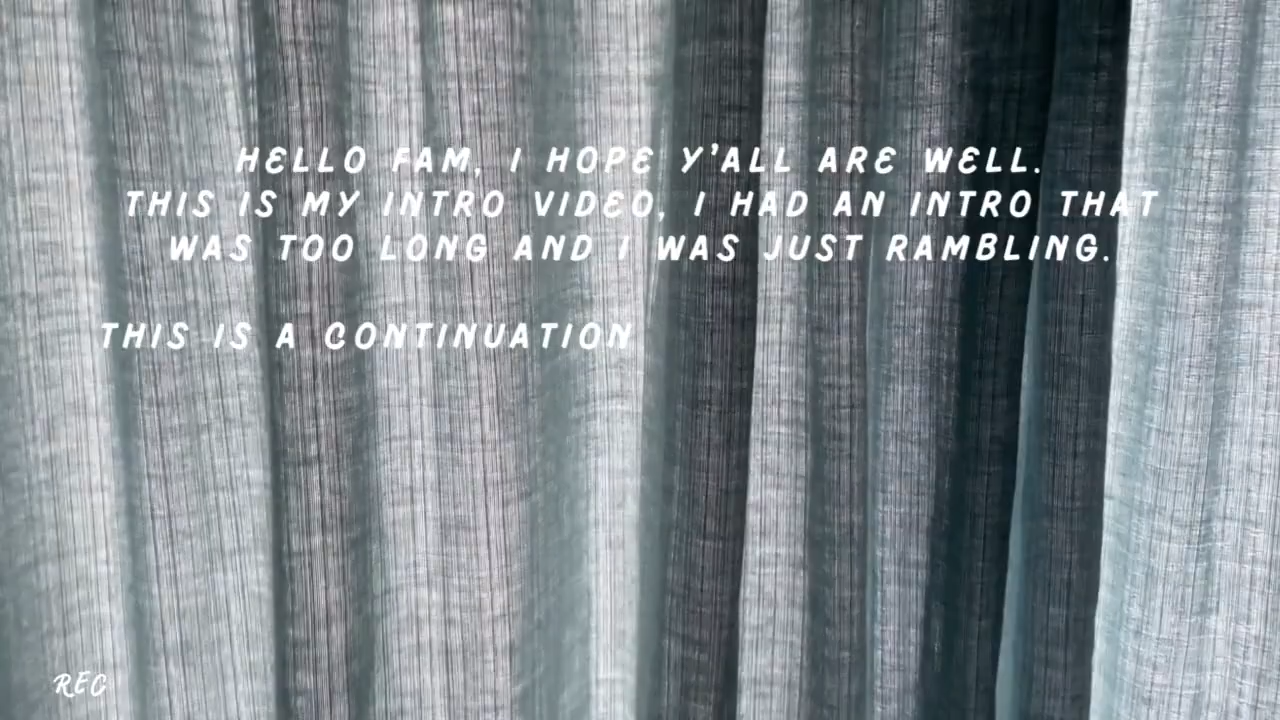 HELLO FAM, I HOPE Y'ALL ARE WELL.
THIS IS MY INTRO VIDEO, I HAD AN INTRO THAT
WAS TOO LONG AND I WAS JUST RAMBLING.
THIS IS A CONTINUATION
REC